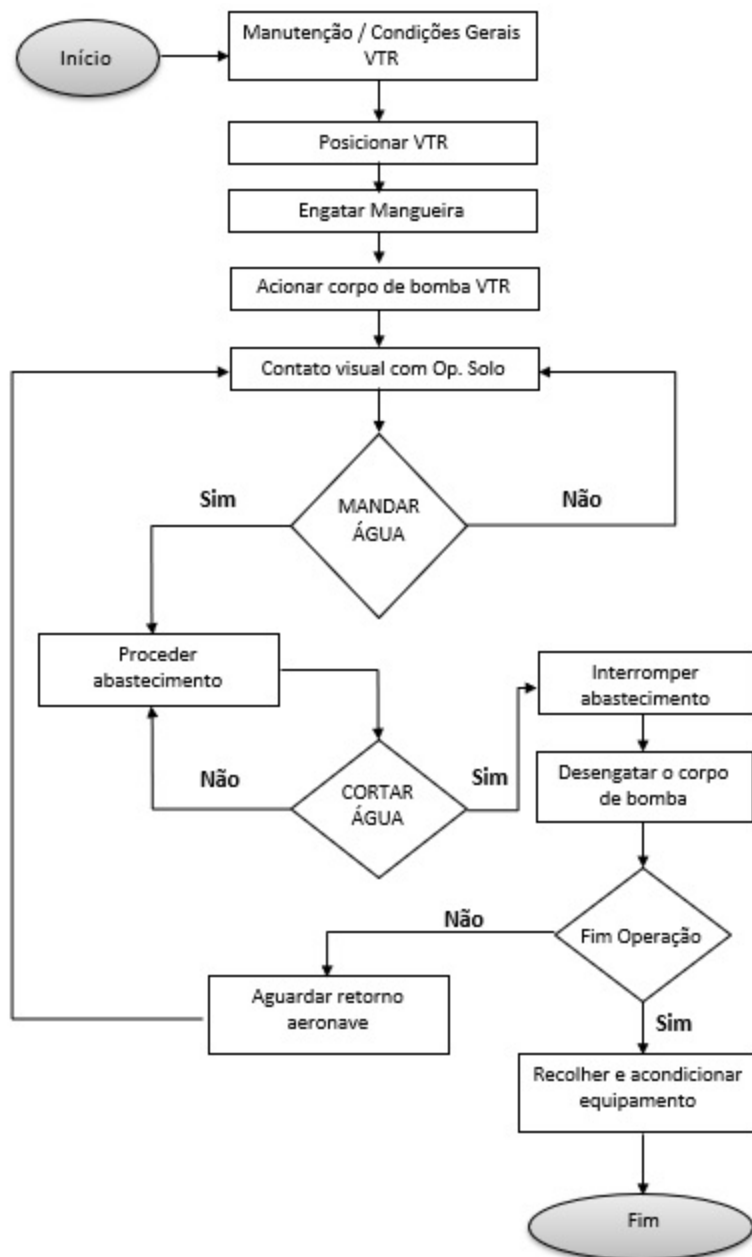 Início
Manutenção / Condições Gerais
VTR
Posicionar VTR
Engatar Mangueira
Acionar corpo de bomba VTR
Contato visual com Op. Solo
MANDAR
ÁGUA
Sim
Não
Proceder
abastecimento
CORTAR
ÁGUA
Não
Sim
Interromper
abastecimento
Desengatar o corpo
de bomba
Fim Operação
Não
Sim
Aguardar retorno
aeronave
Recolher e acondicionar
equipamento
Fim